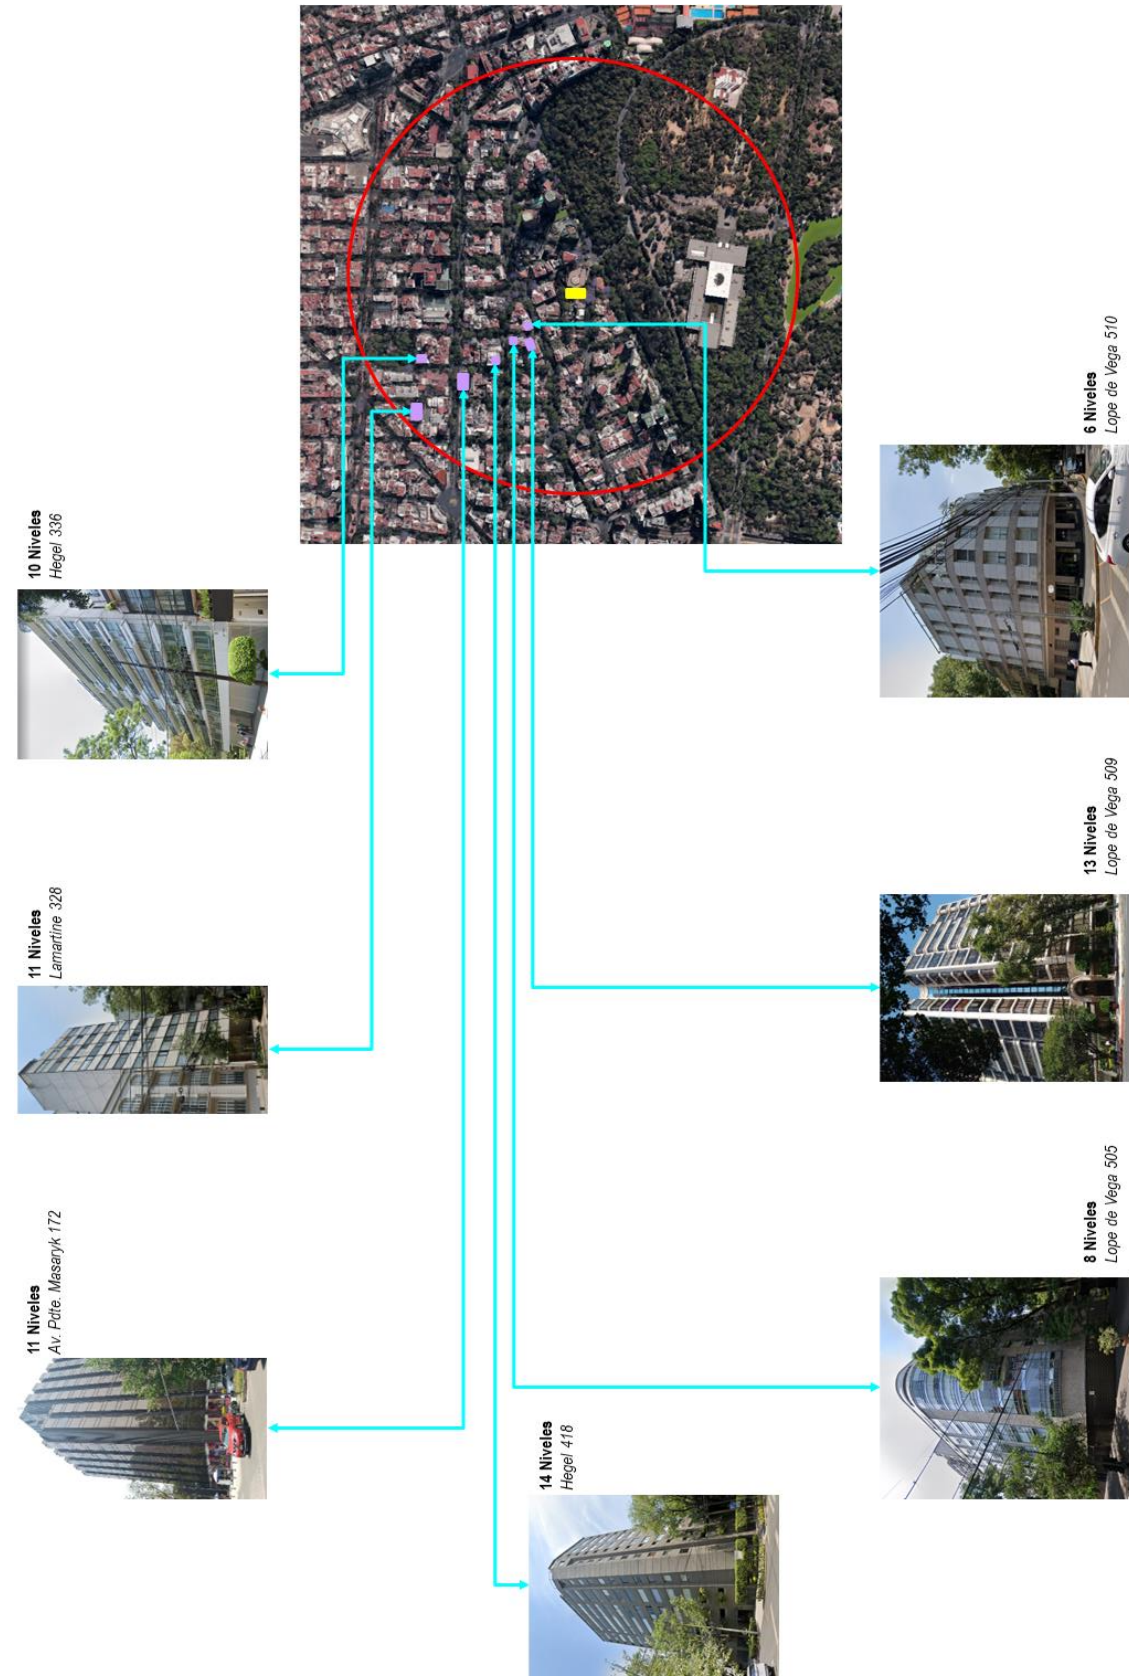 11 Niveles
Av. Pdte. Masaryk 172
11 Niveles
Lamartine 328
10 Niveles
Hegel 336
14 Niveles
Hegel 418
8 Niveles
Lope de Vega 505
13 Niveles
Lope de Vega 509
6 Niveles
Lope de Vega 510